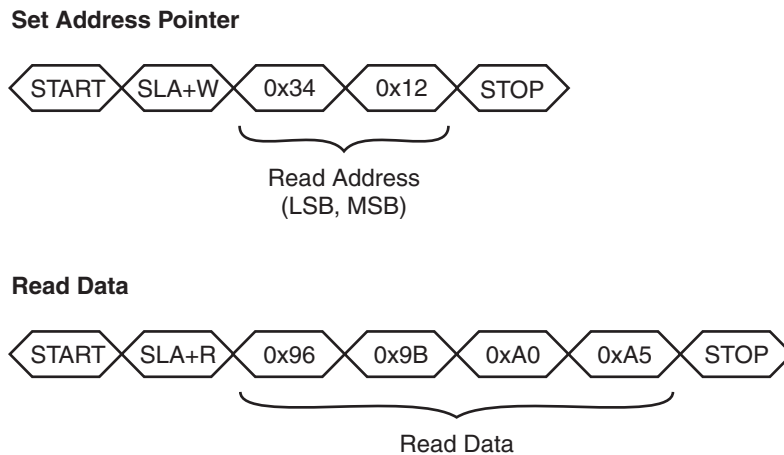 Set Address Pointer
START SLA+W 0x34 0x12 STOP
Read Address
(LSB, MSB)
Read Data
START SLA+R 0x96 0x9B 0xA0 0xA5 STOP
Read Data